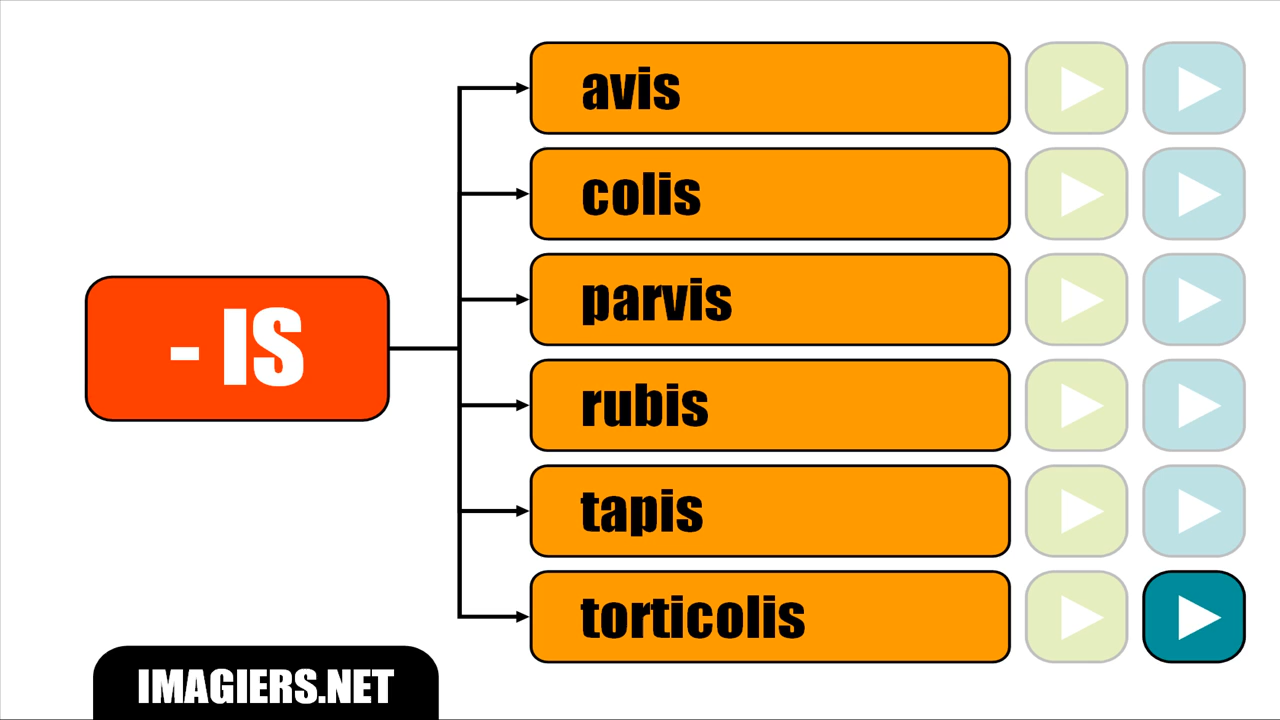 - IS
avis
colis
parvis
rubis
tapis
torticolis
IMAGIERS.NET